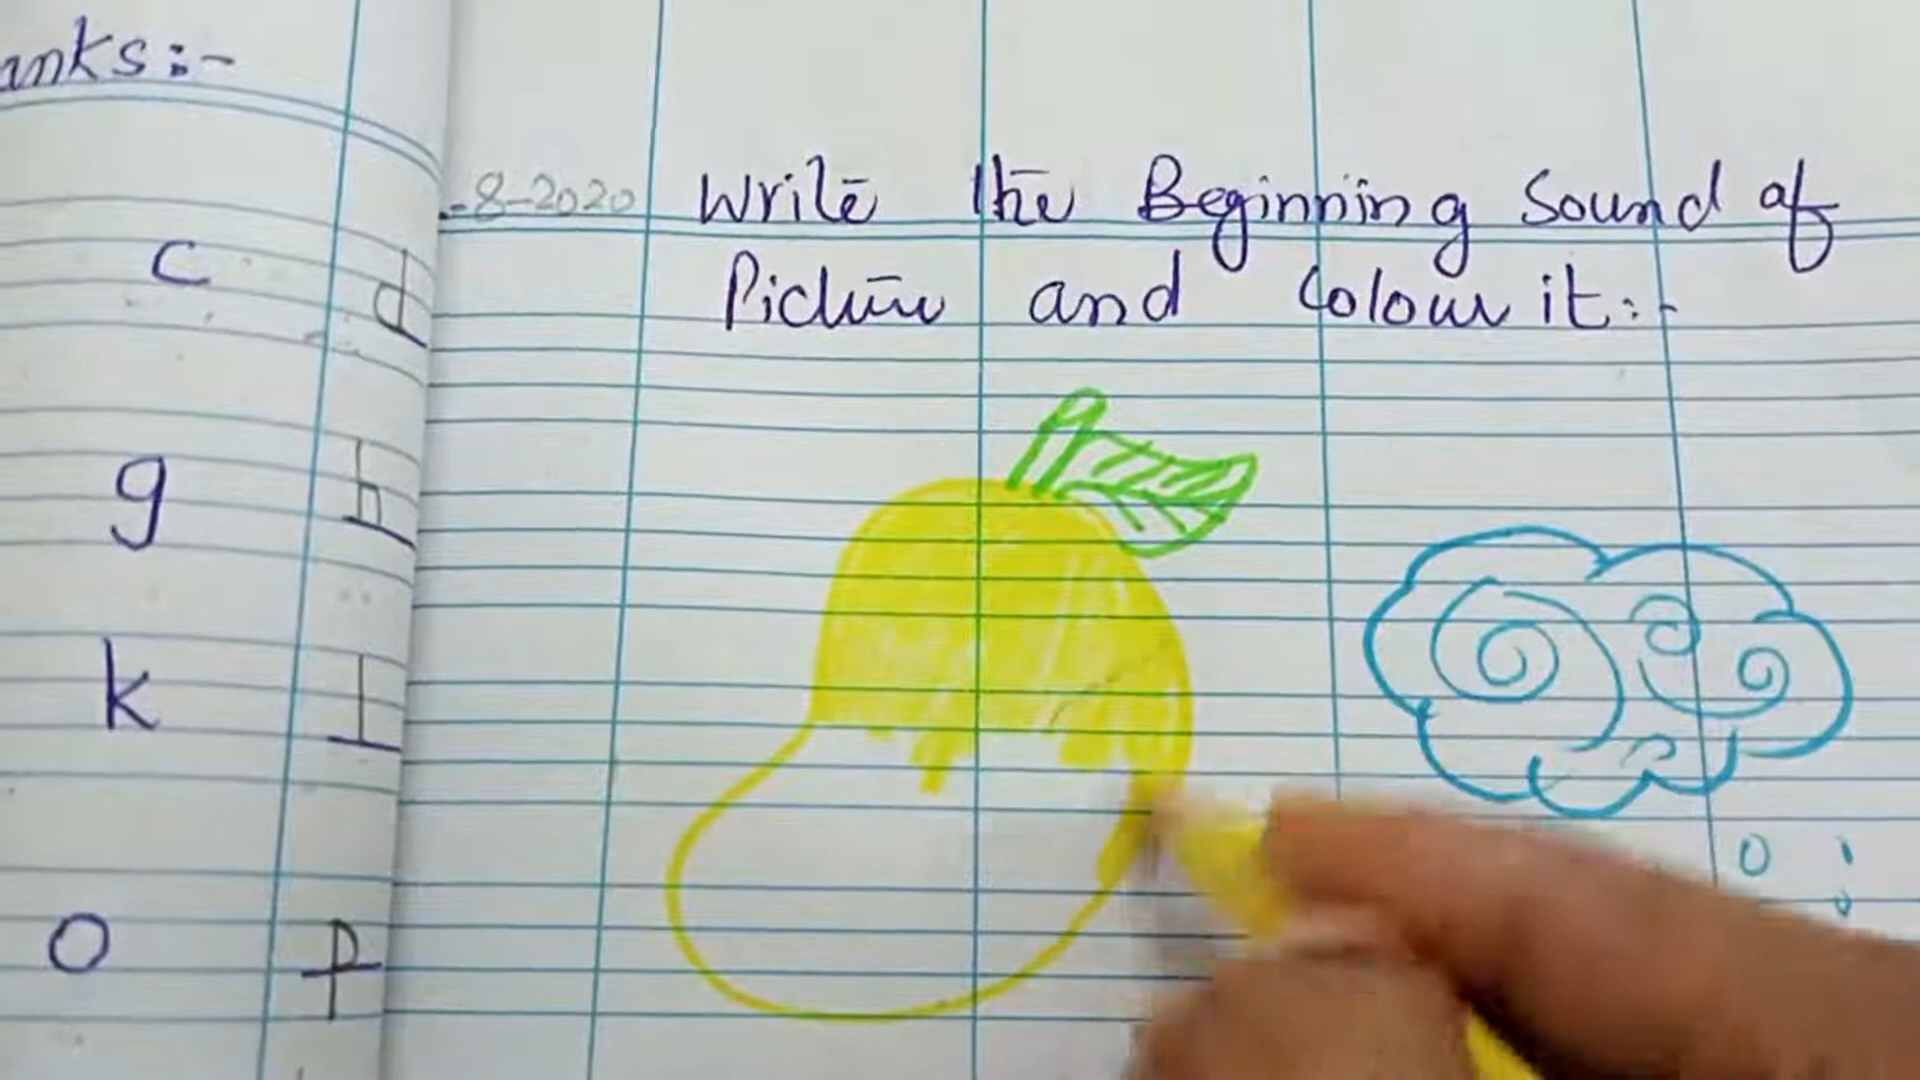 anks:-
c d
g h
k l
o p
-8-2020 Write the Beginning Sound of
Picture and Colour it:-